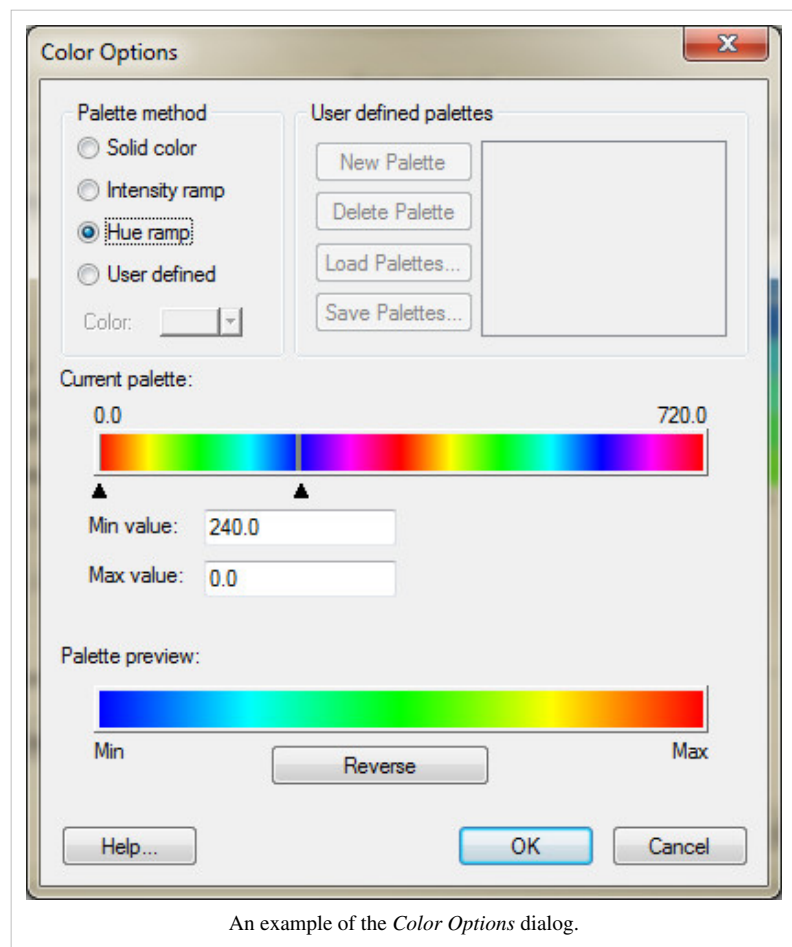 Color Options
Palette method
Solid color
Intensity ramp
Hue ramp
User defined
Color:
User defined palettes
New Palette
Delete Palette
Load Palettes...
Save Palettes...
Current palette:
0.0 720.0
Min value: 240.0
Max value: 0.0
Palette preview:
Min Max
Reverse
Help... OK Cancel
An example of the Color Options dialog.